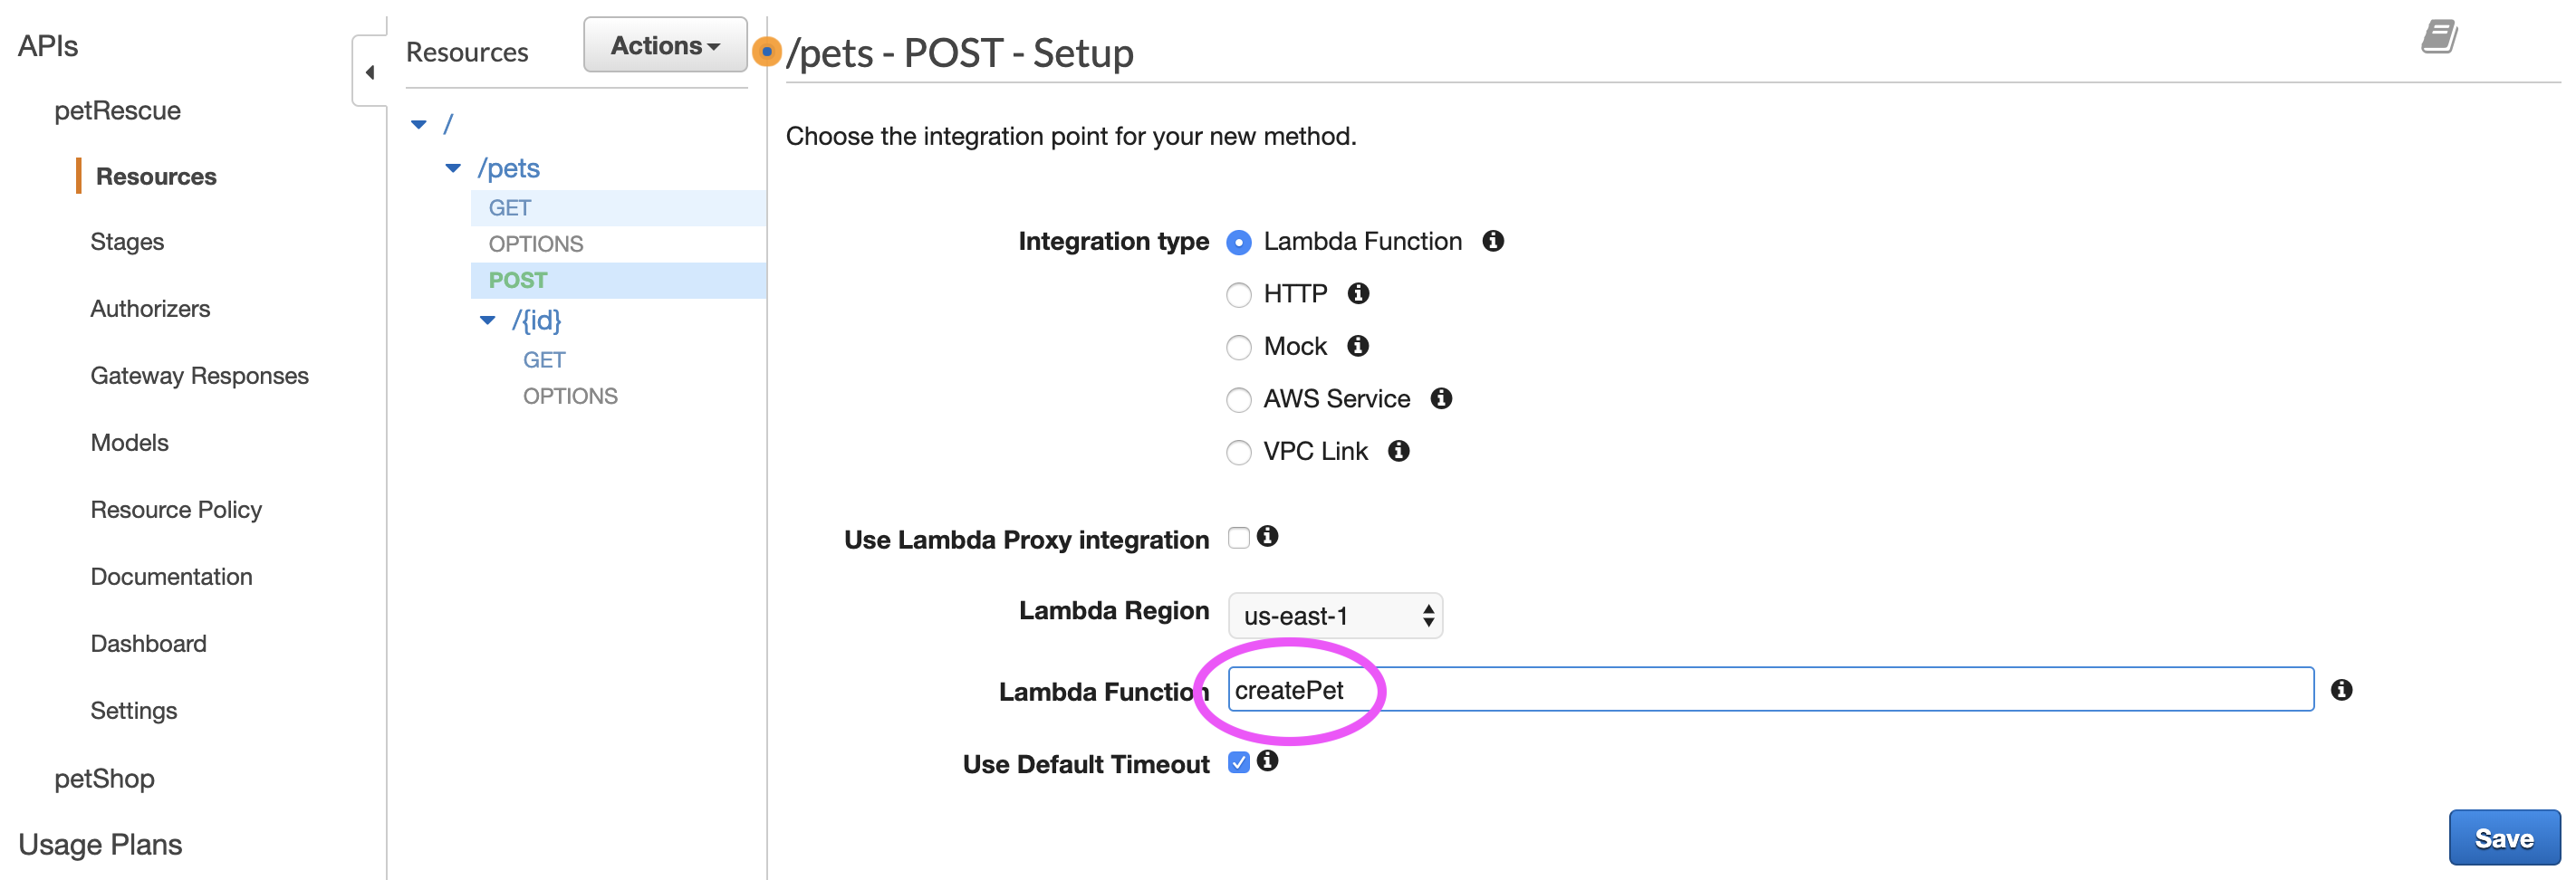 APIs
petRescue
Resources
Stages
Authorizers
Gateway Responses
Models
Resource Policy
Documentation
Dashboard
Settings
petShop
Usage Plans
Resources
Actions
/
/pets
GET
OPTIONS
POST
/{id}
GET
OPTIONS
/pets - POST - Setup
Choose the integration point for your new method.
Integration type Lambda Function
HTTP
Mock
AWS Service
VPC Link
Use Lambda Proxy integration
Lambda Region us-east-1
Lambda Function createPet
Use Default Timeout
Save